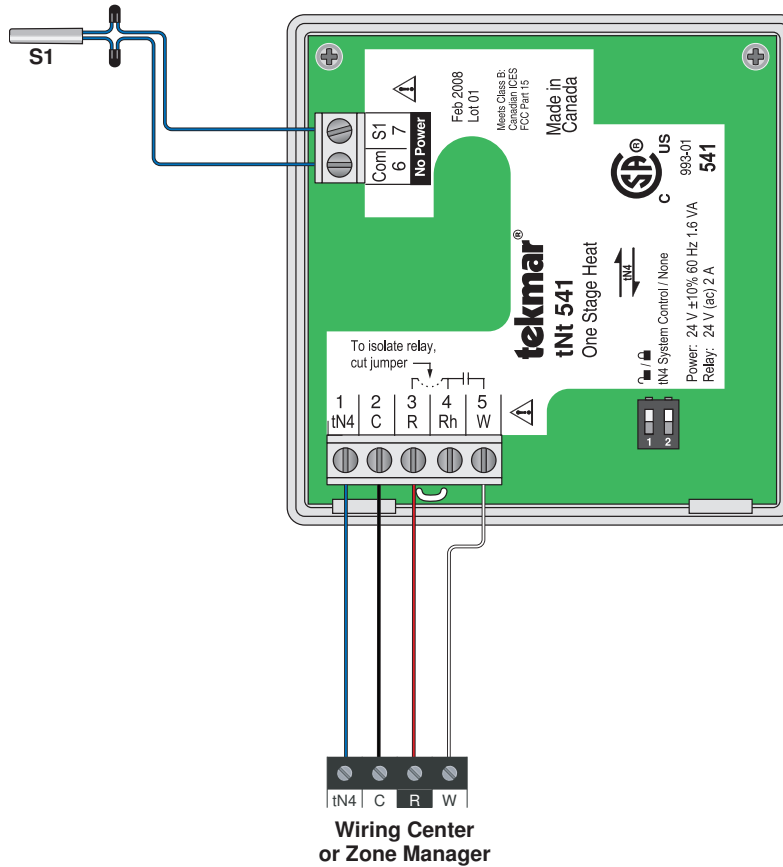 S1
Com S1
6 7
No Power
Feb 2008
Lot 01
Meets Class B:
Canadian ICES
FCC Part 15
Made in
Canada
SA®
C US
993-01
541
tekmar®
tNt 541
One Stage Heat
tN4
tN4 System Control / None
Power: 24 V ±10% 60 Hz 1.6 VA
Relay: 24 V (ac) 2 A
/
1 2
To isolate relay,
cut jumper
1 2 3 4 5
tN4 C R Rh W
tN4 C R W
Wiring Center
or Zone Manager